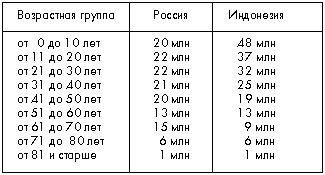 Возрастная группа Россия Индонезия
от 0 до 10 лет 20 млн 48 млн
от 11 до 20 лет 22 млн 37 млн
от 21 до 30 лет 22 млн 32 млн
от 31 до 40 лет 21 млн 25 млн
от 41 до 50 лет 20 млн 19 млн
от 51 до 60 лет 13 млн 13 млн
от 61 до 70 лет 15 млн 9 млн
от 71 до 80 лет 6 млн 6 млн
от 81 и старше 1 млн 1 млн